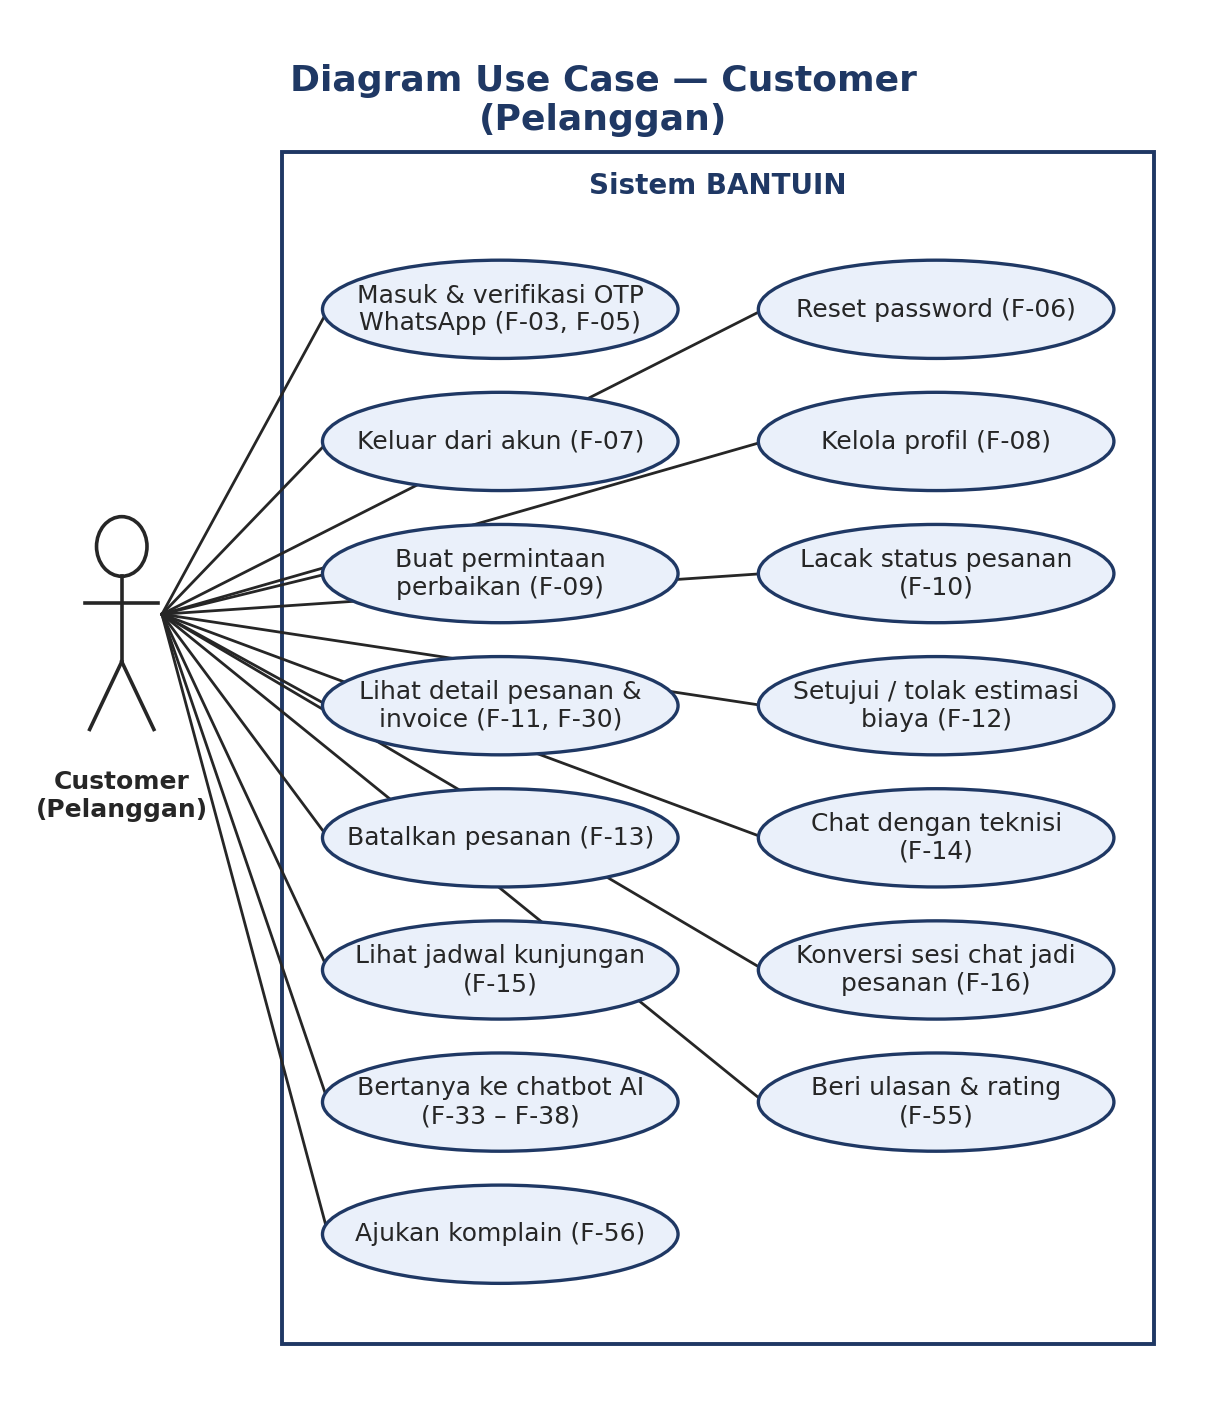 Diagram Use Case — Customer
(Pelanggan)
Sistem BANTUIN
Masuk & verifikasi OTP
WhatsApp (F-03, F-05)
Reset password (F-06)
Keluar dari akun (F-07)
Kelola profil (F-08)
Buat permintaan
perbaikan (F-09)
Lacak status pesanan
(F-10)
Lihat detail pesanan &
invoice (F-11, F-30)
Setujui / tolak estimasi
biaya (F-12)
Customer
(Pelanggan)
Batalkan pesanan (F-13)
Chat dengan teknisi
(F-14)
Lihat jadwal kunjungan
(F-15)
Konversi sesi chat jadi
pesanan (F-16)
Bertanya ke chatbot AI
(F-33 – F-38)
Beri ulasan & rating
(F-55)
Ajukan komplain (F-56)